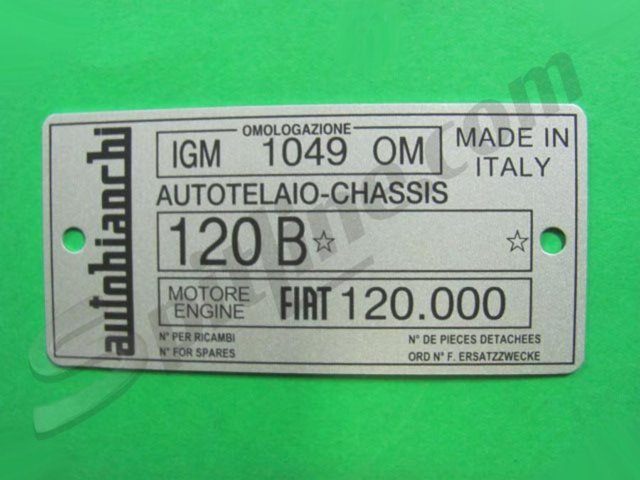 autobianchi
OMOLOGAZIONE
IGM 1049 OM
MADE IN
ITALY
AUTOTELAIO-CHASSIS
120 B☆ ☆
MOTORE
ENGINE
FIAT 120.000
N° PER RICAMBI
N° FOR SPARES
N° DE PIECES DETACHEES
ORD N° F. ERSATZZWECKE